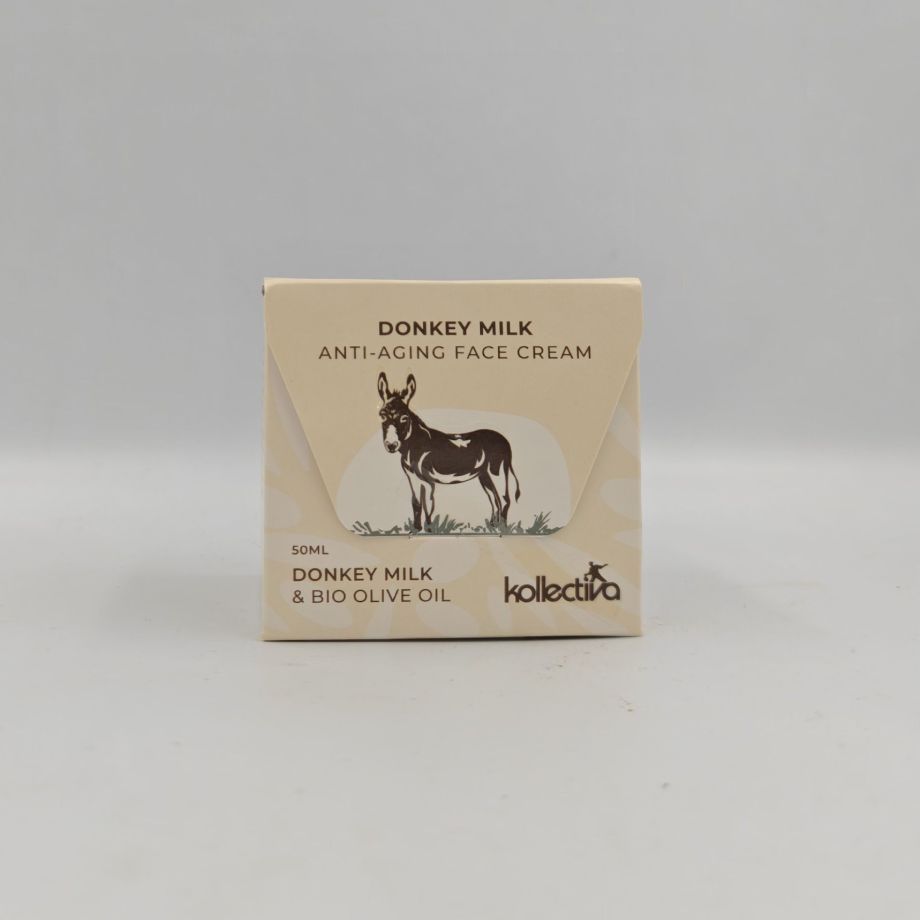 DONKEY MILK
ANTI-AGING FACE CREAM
50ML
DONKEY MILK
& BIO OLIVE OIL
kollectiva